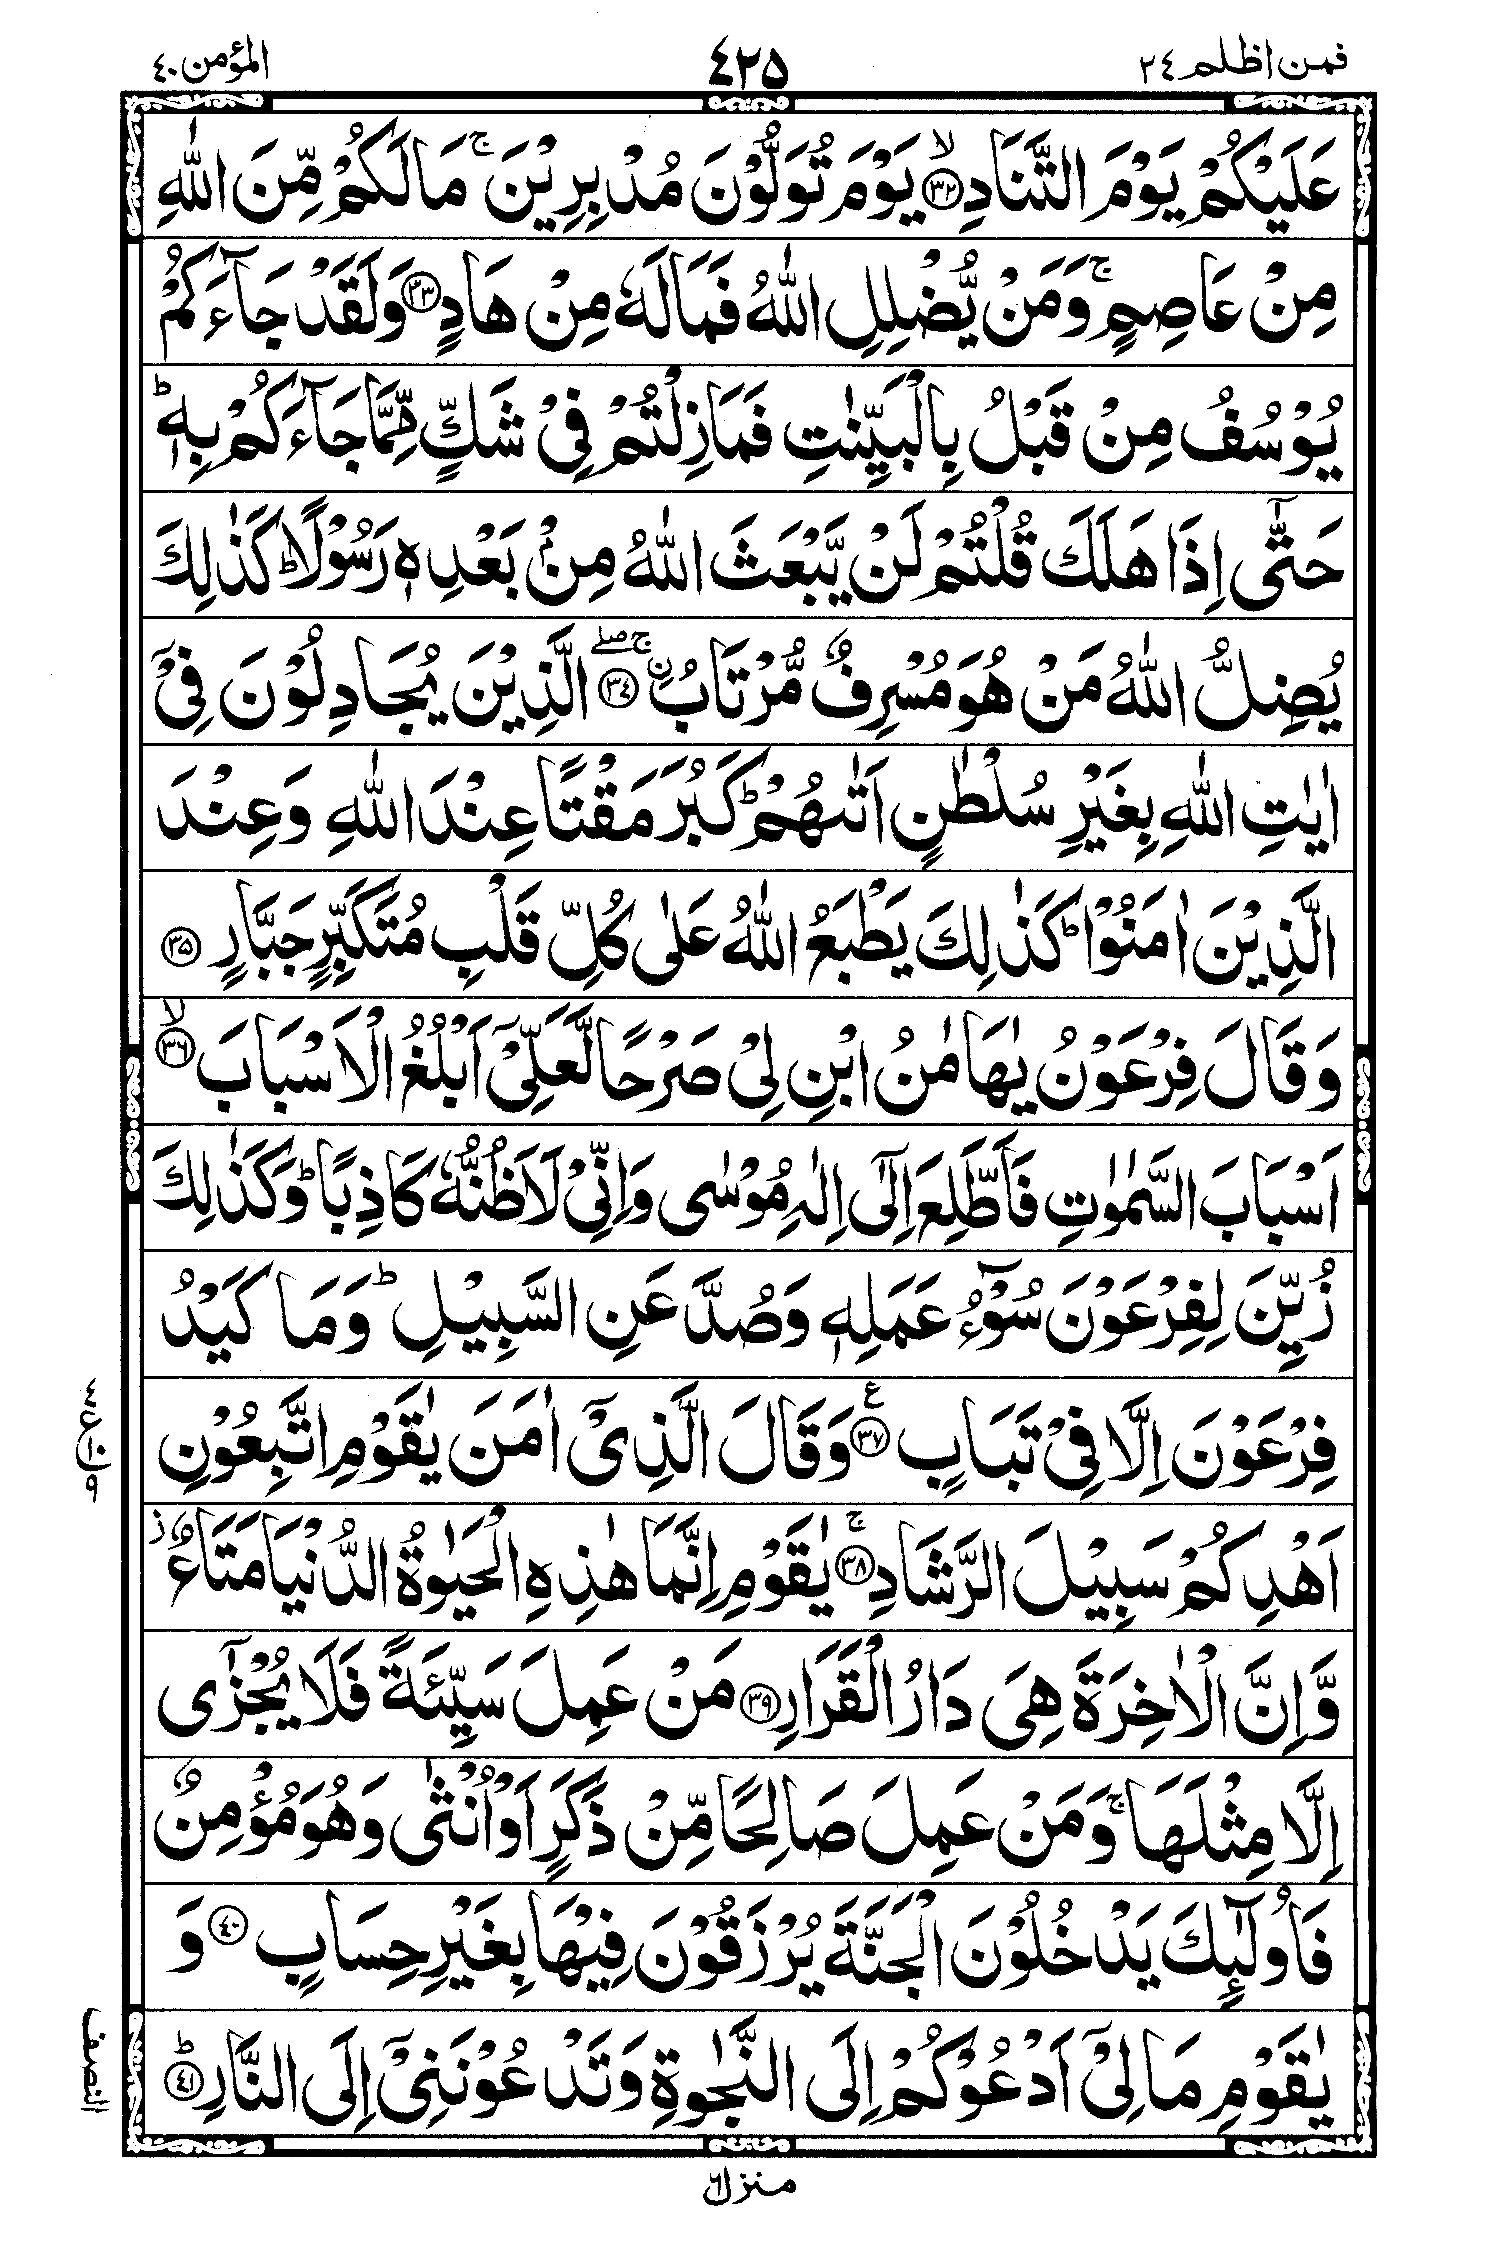 المؤمن ٤٠
٤٢٥
فمن اظلم ٢٤
عَلَيْكُمْ يَوْمَ التَّنَادِ ﴿٣٢﴾ۙ يَوْمَ تُوَلُّوْنَ مُدْبِرِيْنَ ۚ مَا لَكُمْ مِّنَ اللّٰهِ
مِنْ عَاصِمٍ ۚ وَمَنْ يُّضْلِلِ اللّٰهُ فَمَا لَهٗ مِنْ هَادٍ ﴿٣٣﴾ وَلَقَدْ جَآءَكُمْ
يُوْسُفُ مِنْ قَبْلُ بِالْبَيِّنٰتِ فَمَا زِلْتُمْ فِيْ شَكٍّ مِّمَّا جَآءَكُمْ بِهٖ ؕ
حَتّٰٓى اِذَا هَلَكَ قُلْتُمْ لَنْ يَّبْعَثَ اللّٰهُ مِنْۢ بَعْدِهٖ رَسُوْلًا ؕ كَذٰلِكَ
يُضِلُّ اللّٰهُ مَنْ هُوَ مُسْرِفٌ مُّرْتَابُ ۨ ﴿٣٤﴾ۚۖ الَّذِيْنَ يُجَادِلُوْنَ فِيْٓ
اٰيٰتِ اللّٰهِ بِغَيْرِ سُلْطٰنٍ اَتٰىهُمْ ؕ كَبُرَ مَقْتًا عِنْدَ اللّٰهِ وَعِنْدَ
الَّذِيْنَ اٰمَنُوْا ؕ كَذٰلِكَ يَطْبَعُ اللّٰهُ عَلٰى كُلِّ قَلْبِ مُتَكَبِّرٍ جَبَّارٍ ﴿٣٥﴾
وَقَالَ فِرْعَوْنُ يٰهَامٰنُ ابْنِ لِيْ صَرْحًا لَّعَلِّيْٓ اَبْلُغُ الْاَسْبَابَ ﴿٣٦﴾ۙ
اَسْبَابَ السَّمٰوٰتِ فَاَطَّلِعَ اِلٰٓى اِلٰهِ مُوْسٰى وَاِنِّيْ لَاَظُنُّهٗ كَاذِبًا ؕ وَكَذٰلِكَ
زُيِّنَ لِفِرْعَوْنَ سُوْٓءُ عَمَلِهٖ وَصُدَّ عَنِ السَّبِيْلِ ؕ وَمَا كَيْدُ
فِرْعَوْنَ اِلَّا فِيْ تَبَابٍ ﴿٣٧﴾ع وَقَالَ الَّذِيْٓ اٰمَنَ يٰقَوْمِ اتَّبِعُوْنِ
اَهْدِكُمْ سَبِيْلَ الرَّشَادِ ﴿٣٨﴾ۚ يٰقَوْمِ اِنَّمَا هٰذِهِ الْحَيٰوةُ الدُّنْيَا مَتَاعٌ ز
وَّاِنَّ الْاٰخِرَةَ هِيَ دَارُ الْقَرَارِ ﴿٣٩﴾ مَنْ عَمِلَ سَيِّئَةً فَلَا يُجْزٰٓى
اِلَّا مِثْلَهَا ۚ وَمَنْ عَمِلَ صَالِحًا مِّنْ ذَكَرٍ اَوْ اُنْثٰى وَهُوَ مُؤْمِنٌ
فَاُولٰٓئِكَ يَدْخُلُوْنَ الْجَنَّةَ يُرْزَقُوْنَ فِيْهَا بِغَيْرِ حِسَابٍ ﴿٤٠﴾ وَ
يٰقَوْمِ مَا لِيْٓ اَدْعُوْكُمْ اِلَى النَّجٰوةِ وَتَدْعُوْنَنِيْٓ اِلَى النَّارِ ﴿٤١﴾ؕ
النصف
منزل ٦